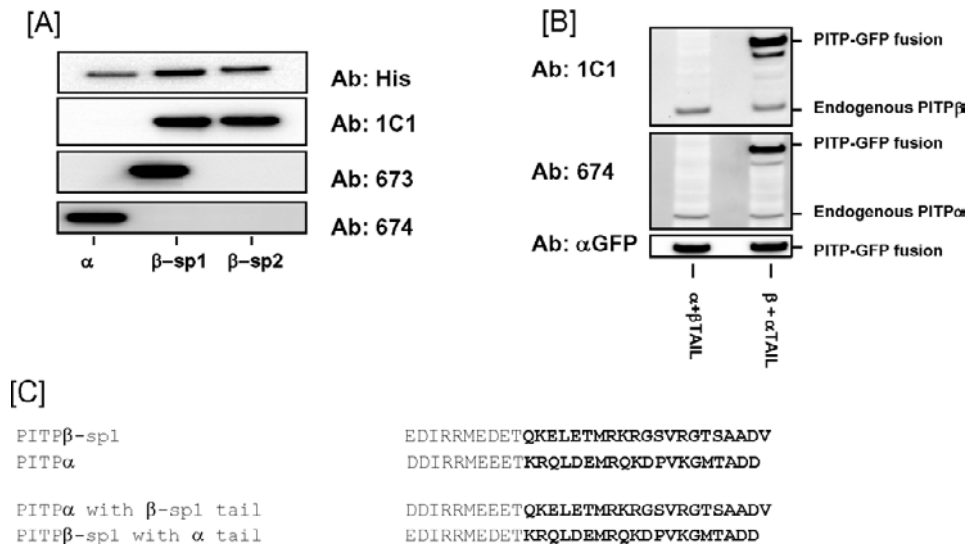 [A]
Ab: His
Ab: 1C1
Ab: 673
Ab: 674
α
β–sp1
β–sp2
[B]
Ab: 1C1
PITP-GFP fusion
Endogenous PITPβ
Ab: 674
PITP-GFP fusion
Endogenous PITPα
Ab: αGFP
PITP-GFP fusion
α+βTAIL
β + αTAIL
[C]
PITPβ-sp1 EDIRRMEDETQKELETMRKRGSVRGTSAADV
PITPα DDIRRMEEETKRQLDEMRQKDPVKGMTADD
PITPα with β-sp1 tail DDIRRMEEETQKELETMRKRGSVRGTSAADV
PITPβ-sp1 with α tail EDIRRMEDETKRQLDEMRQKDPVKGMTADD